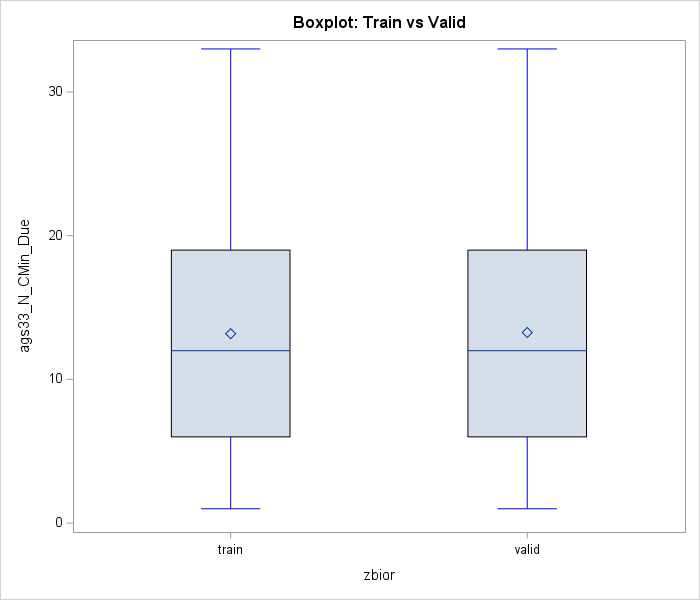 Boxplot: Train vs Valid
30
20
10
0
ags33_N_CMin_Due
train
valid
zbior